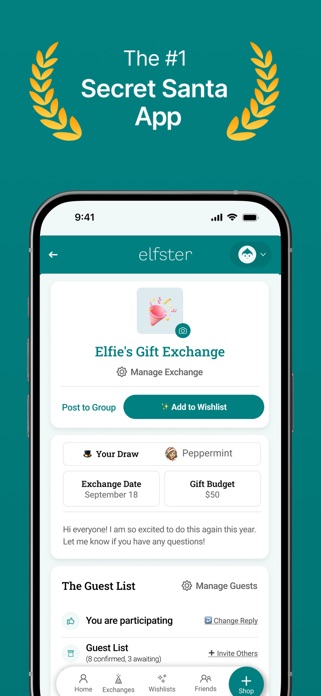 The #1
Secret Santa
App
9:41
elfster
Elfie's Gift Exchange
Manage Exchange
Post to Group
Add to Wishlist
Your Draw
Peppermint
Exchange Date
September 18
Gift Budget
$50
Hi everyone! I am so excited to do this again this year.
Let me know if you have any questions!
The Guest List
Manage Guests
You are participating
Change Reply
Guest List
(8 confirmed, 3 awaiting)
+ Invite Others
Home
Exchanges
Wishlists
Friends
Shop